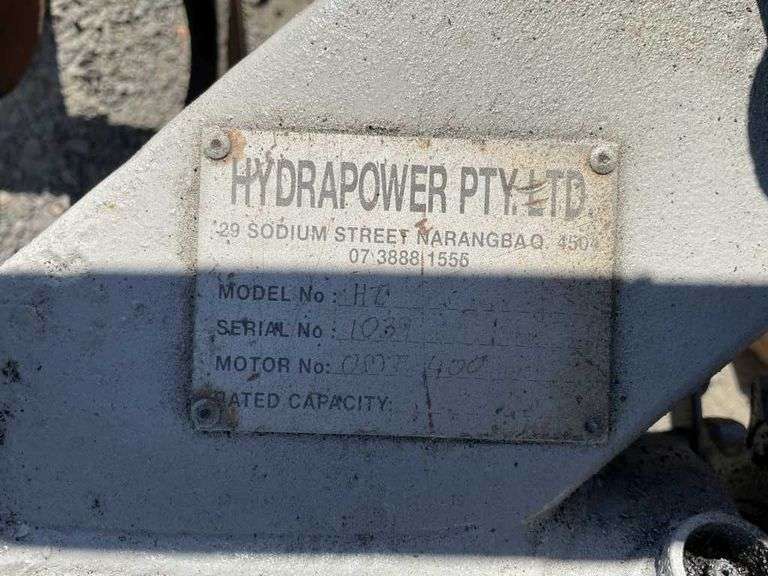 HYDRAPOWER PTY. LTD.
29 SODIUM STREET NARANGBA Q. 4504
07 3888 1555
MODEL No :
SERIAL No :
MOTOR No: 400
RATED CAPACITY: